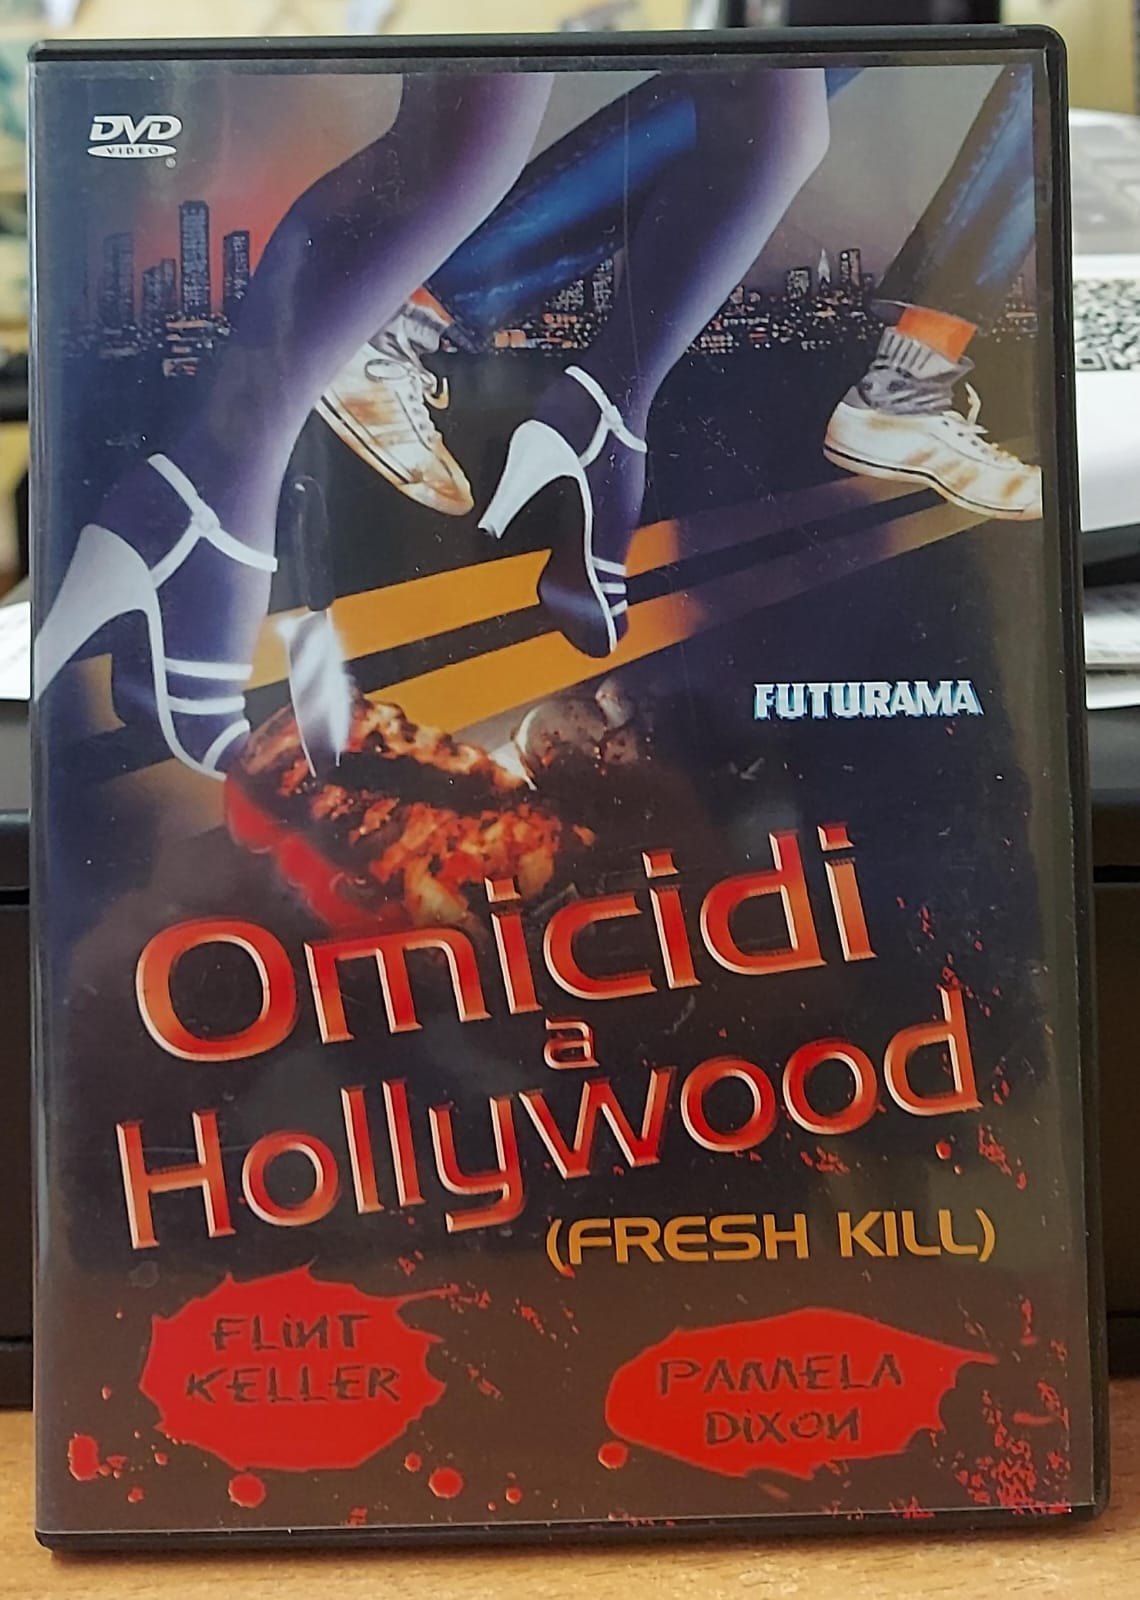 DVD
VIDEO
®
FUTURAMA
Omicidi
a
Hollywood
(FRESH KILL)
FLiNT
KELLER
PAMELA
DiXON